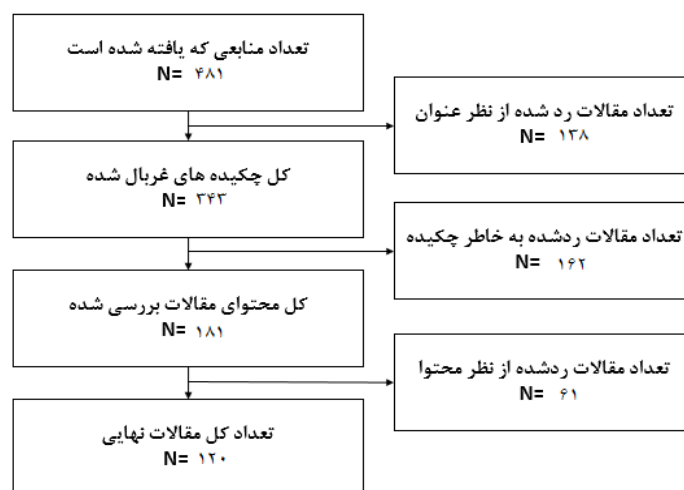 تعداد منابعی که یافته شده است
N= ۴۸۱
تعداد مقالات رد شده از نظر عنوان
N= ۱۳۸
کل چکیده های غربال شده
N= ۳۴۳
تعداد مقالات ردشده به خاطر چکیده
N= ۱۶۲
کل محتوای مقالات بررسی شده
N= ۱۸۱
تعداد مقالات ردشده از نظر محتوا
N= ۶۱
تعداد کل مقالات نهایی
N= ۱۲۰